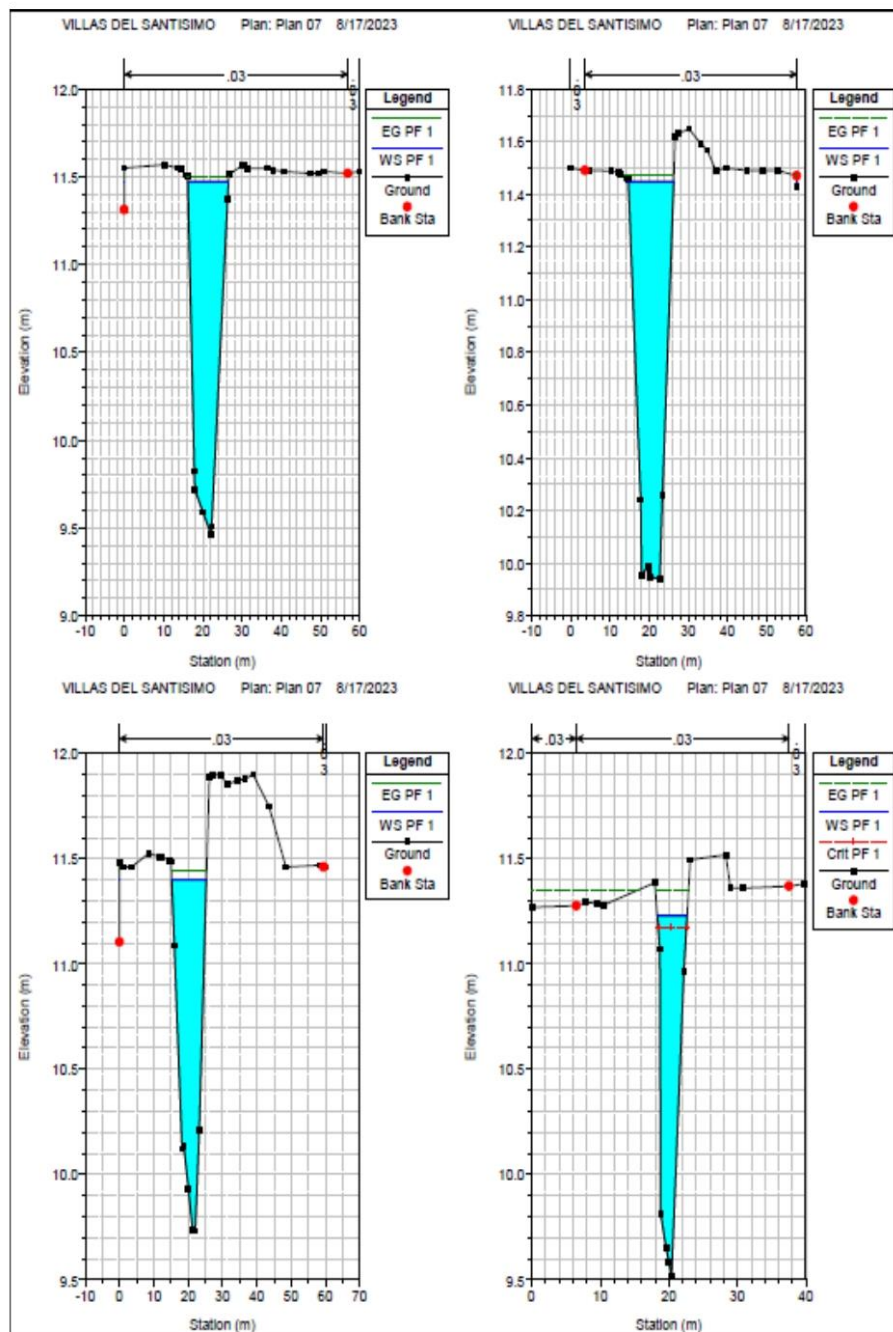 VILLAS DEL SANTISIMO Plan: Plan 07 8/17/2023
.03
.03
Legend
EG PF 1
WS PF 1
Ground
Bank Sta
12.0
11.5
11.0
10.5
10.0
9.5
9.0
Elevation (m)
-10 0 10 20 30 40 50 60
Station (m)
VILLAS DEL SANTISIMO Plan: Plan 07 8/17/2023
.03
.03
Legend
EG PF 1
WS PF 1
Ground
Bank Sta
11.8
11.6
11.4
11.2
11.0
10.8
10.6
10.4
10.2
10.0
9.8
Elevation (m)
-10 0 10 20 30 40 50 60
Station (m)
VILLAS DEL SANTISIMO Plan: Plan 07 8/17/2023
.03
Legend
EG PF 1
WS PF 1
Ground
Bank Sta
12.0
11.5
11.0
10.5
10.0
9.5
Elevation (m)
-10 0 10 20 30 40 50 60 70
Station (m)
VILLAS DEL SANTISIMO Plan: Plan 07 8/17/2023
.03
.03
.03
Legend
EG PF 1
WS PF 1
Crit PF 1
Ground
Bank Sta
12.0
11.5
11.0
10.5
10.0
9.5
Elevation (m)
0 10 20 30 40
Station (m)